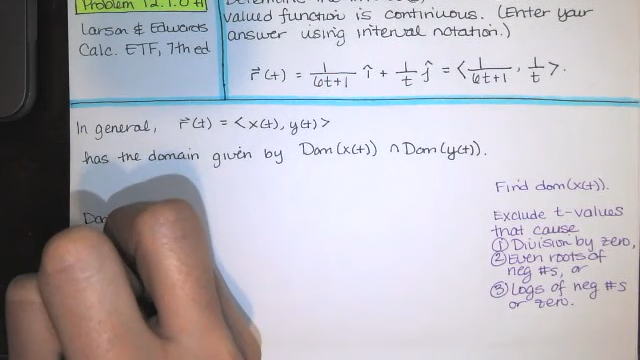 Problem 12.1.071
Larson & Edwards
Calc. ETF, 7th ed
valued function is continuous. (Enter your
answer using interval notation.)
r⃗(t) = 1/(6t+1) î + 1/t ĵ = <1/(6t+1), 1/t>.
In general, r⃗(t) = <x(t), y(t)>
has the domain given by Dom(x(t)) ∩ Dom(y(t)).
Find dom(x(t)).
Exclude t-values
that cause
① Division by zero,
② Even roots of
neg #s, or
③ Logs of neg #s
or zero.